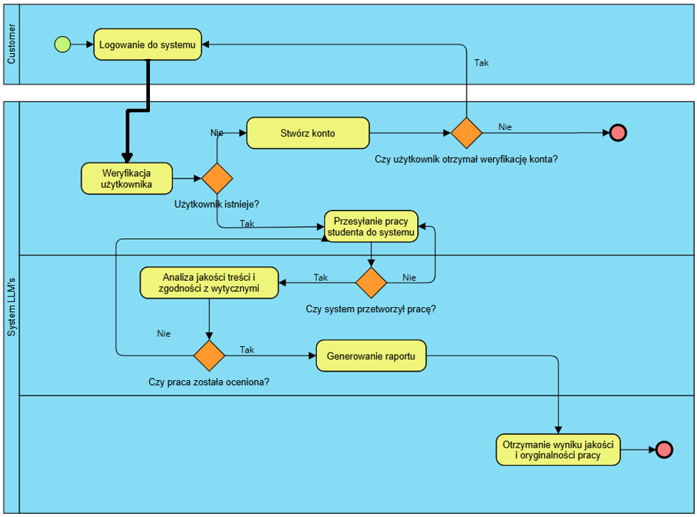 Customer
Logowanie do systemu
Tak
System LLM's
Nie
Stwórz konto
Nie
Czy użytkownik otrzymał weryfikację konta?
Weryfikacja
użytkownika
Użytkownik istnieje?
Tak
Przesyłanie pracy
studenta do systemu
Analiza jakości treści i
zgodności z wytycznymi
Tak
Nie
Czy system przetworzył pracę?
Nie
Tak
Generowanie raportu
Czy praca została oceniona?
Otrzymanie wyniku jakości
i oryginalności pracy